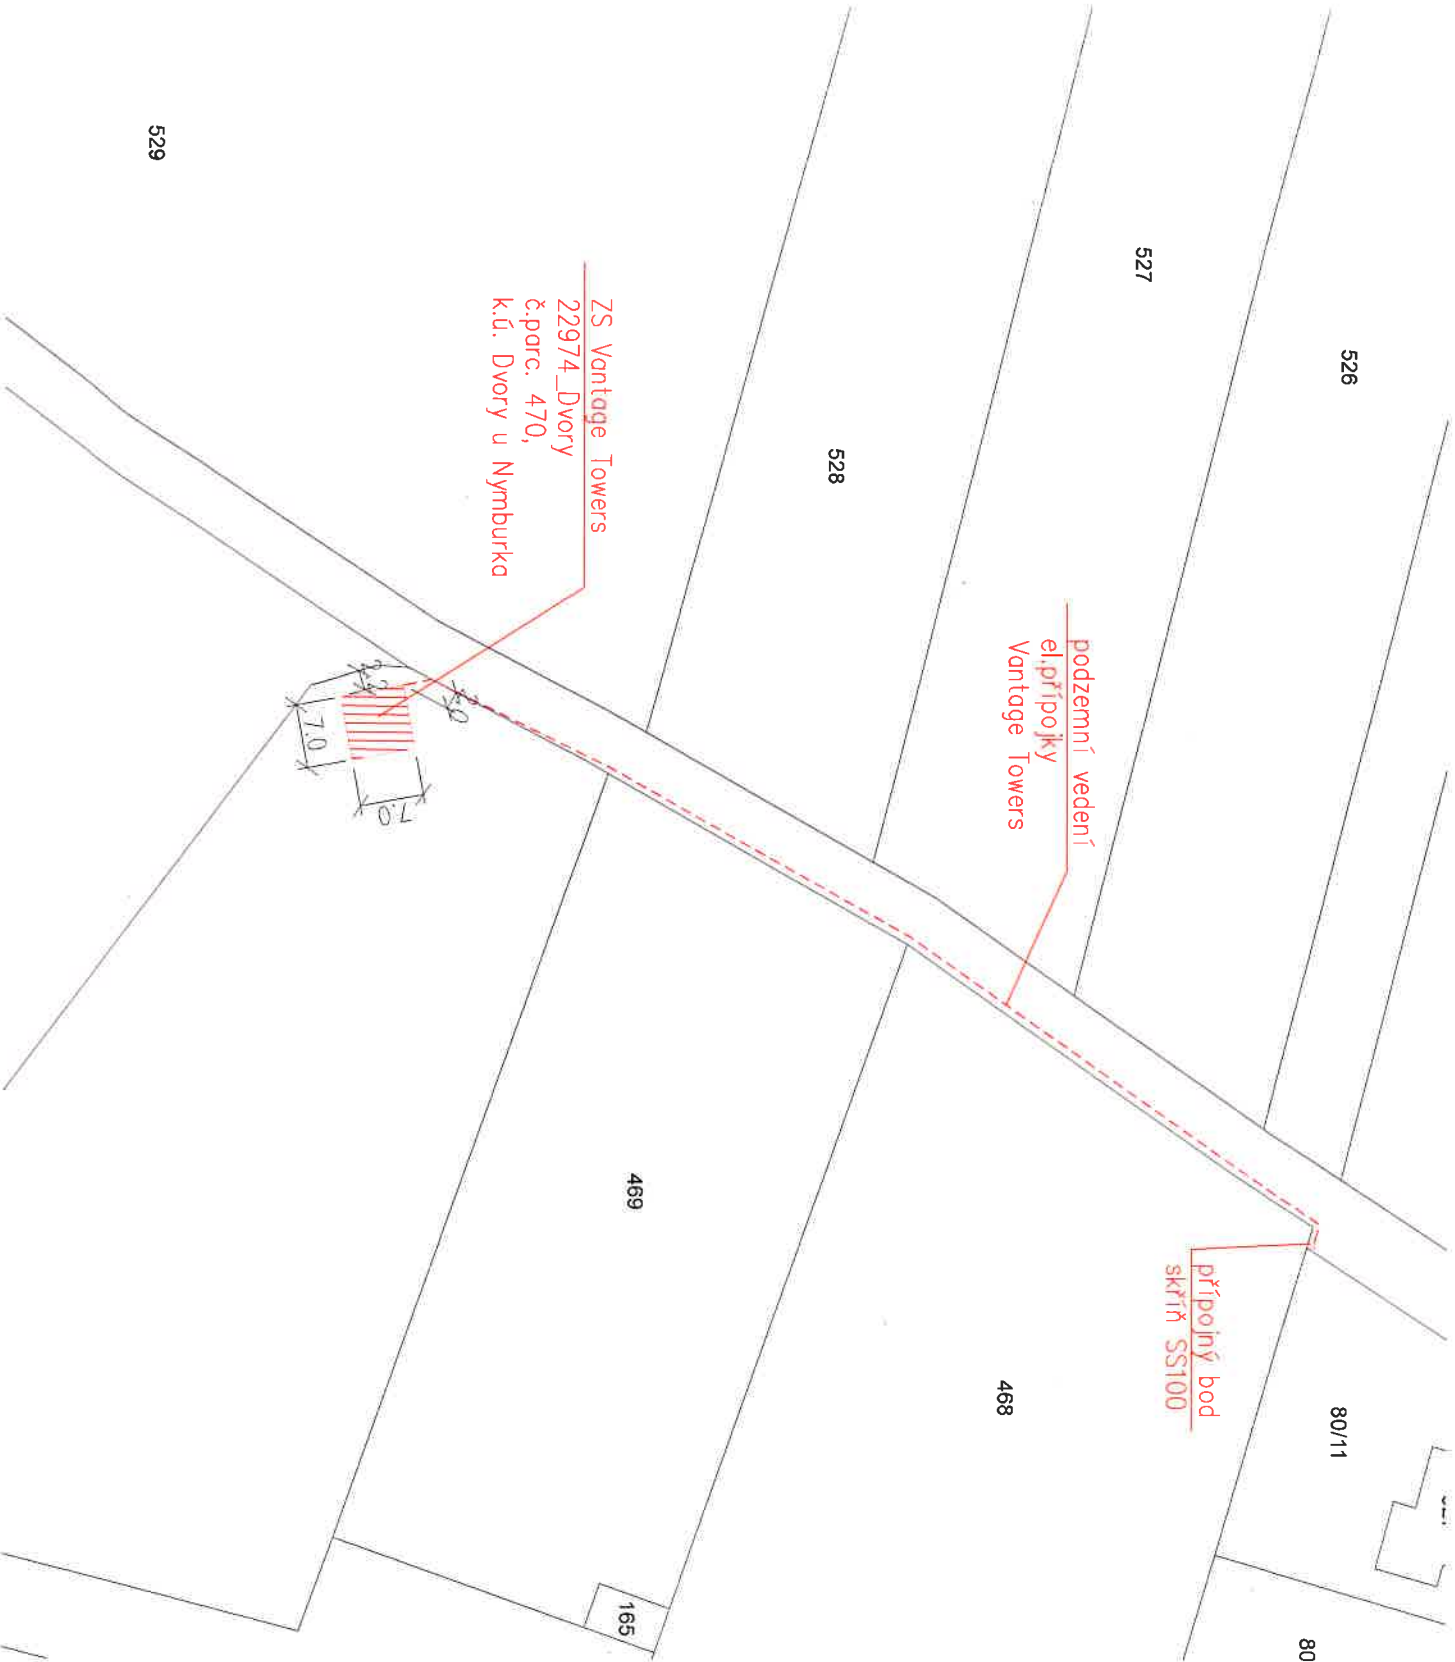 526
527
528
529
podzemní vedení
el.přípojky
Vantage Towers
ZS Vantage Towers
22974_Dvory
č.parc. 470,
k.ú. Dvory u Nymburka
7.0
7.0
přípojný bod
skříň SS100
80/11
468
469
165
80